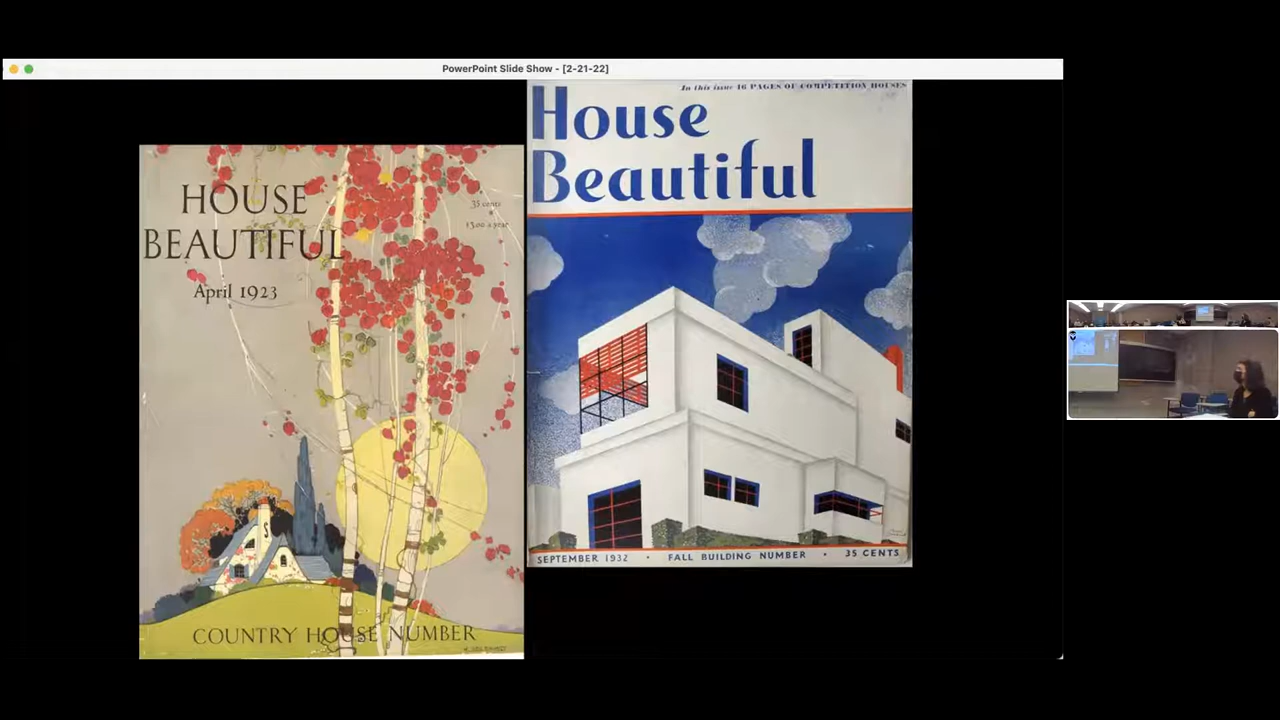 PowerPoint Slide Show - [2-21-22]
HOUSE
BEAUTIFUL
April 1923
35 cents
$3.00 a year
COUNTRY HOUSE NUMBER
In this issue 16 PAGES OF COMPETITION HOUSES
House
Beautiful
SEPTEMBER 1932 • FALL BUILDING NUMBER • 35 CENTS